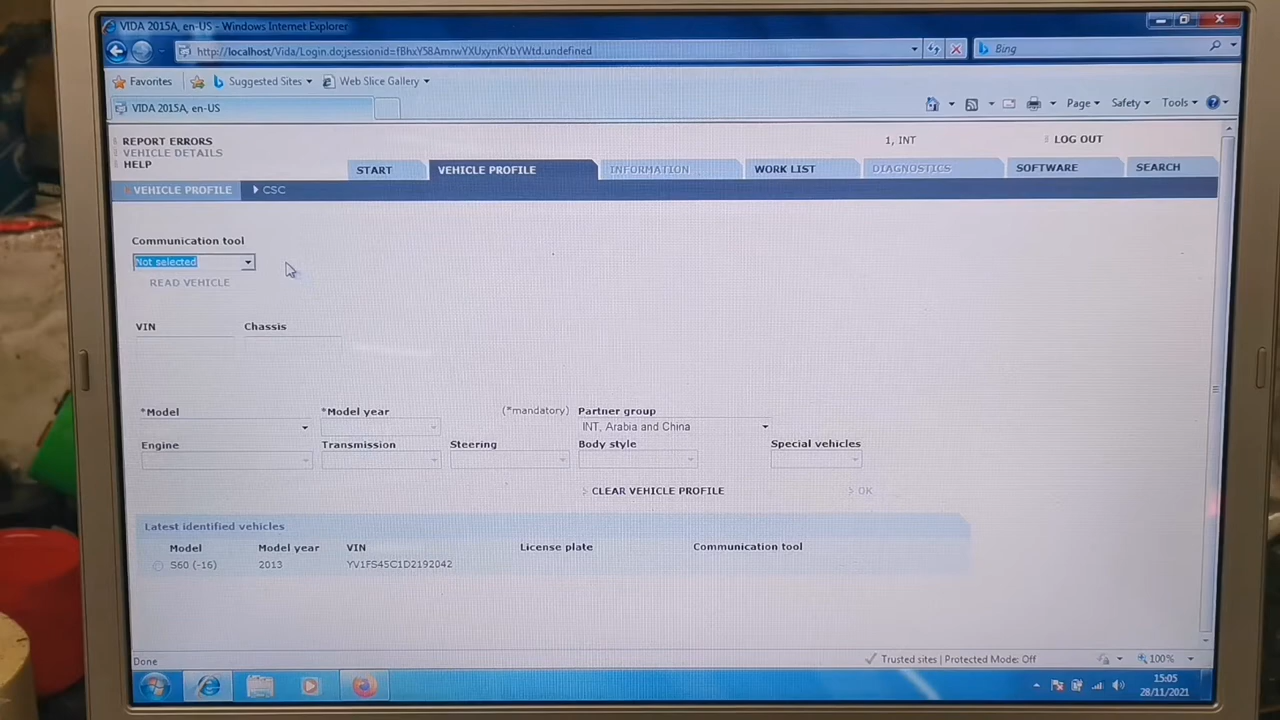 VIDA 2015A, en-US - Windows Internet Explorer
http://localhost/Vida/Login.do;jsessionid=fBhxY58AmrwYXUxynKYbYWtd.undefined
Bing
Favorites
Suggested Sites
Web Slice Gallery
VIDA 2015A, en-US
Page
Safety
Tools
REPORT ERRORS
VEHICLE DETAILS
HELP
1, INT
LOG OUT
START
VEHICLE PROFILE
INFORMATION
WORK LIST
DIAGNOSTICS
SOFTWARE
SEARCH
VEHICLE PROFILE
CSC
Communication tool
Not selected
READ VEHICLE
VIN Chassis
*Model *Model year (*mandatory) Partner group
INT, Arabia and China
Engine Transmission Steering Body style Special vehicles
> CLEAR VEHICLE PROFILE > OK
Latest identified vehicles
Model Model year VIN License plate Communication tool
S60 (-16) 2013 YV1FS45C1D2192042
Done
Trusted sites | Protected Mode: Off
100%
15:05
28/11/2021